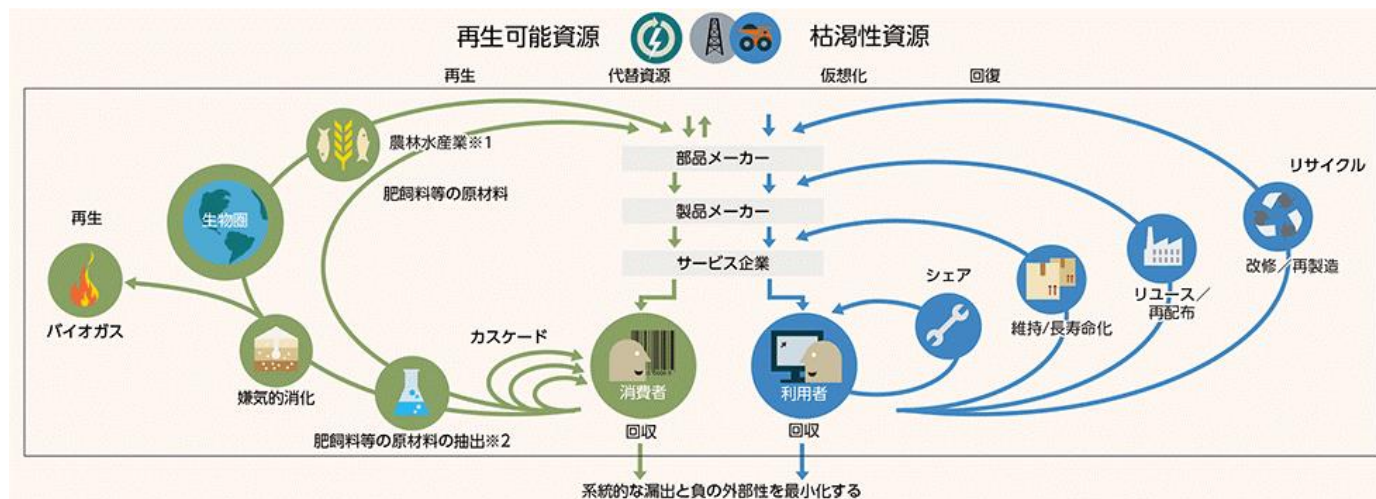 再生可能資源
枯渇性資源
再生
代替資源
仮想化
回復
農林水産業※1
部品メーカー
リサイクル
肥飼料等の原材料
再生
生物圏
製品メーカー
サービス企業
シェア
改修／再製造
バイオガス
カスケード
維持/長寿命化
リユース／
再配布
嫌気的消化
消費者
利用者
肥飼料等の原材料の抽出※2
回収
回収
系統的な漏出と負の外部性を最小化する